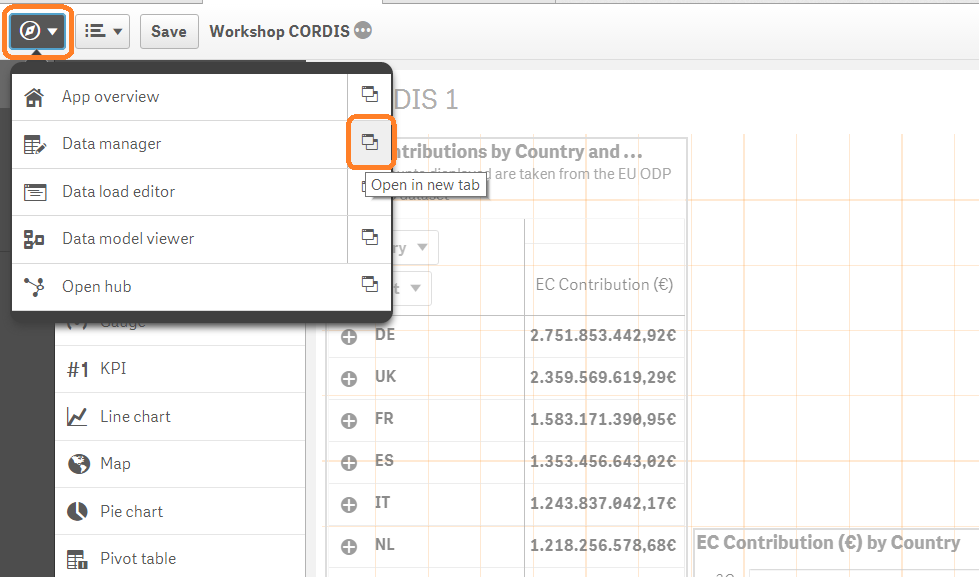 Save
Workshop CORDIS
App overview
Data manager
Data load editor
Data model viewer
Open hub
Open in new tab
DIS 1
ntributions by Country and ...
displayed are taken from the EU ODP
dataset
ry
t
EC Contribution (€)
DE 2.751.853.442,92€
UK 2.359.569.619,29€
FR 1.583.171.390,95€
ES 1.353.456.643,02€
IT 1.243.837.042,17€
NL 1.218.256.578,68€
Gauge
#1 KPI
Line chart
Map
Pie chart
Pivot table
EC Contribution (€) by Country